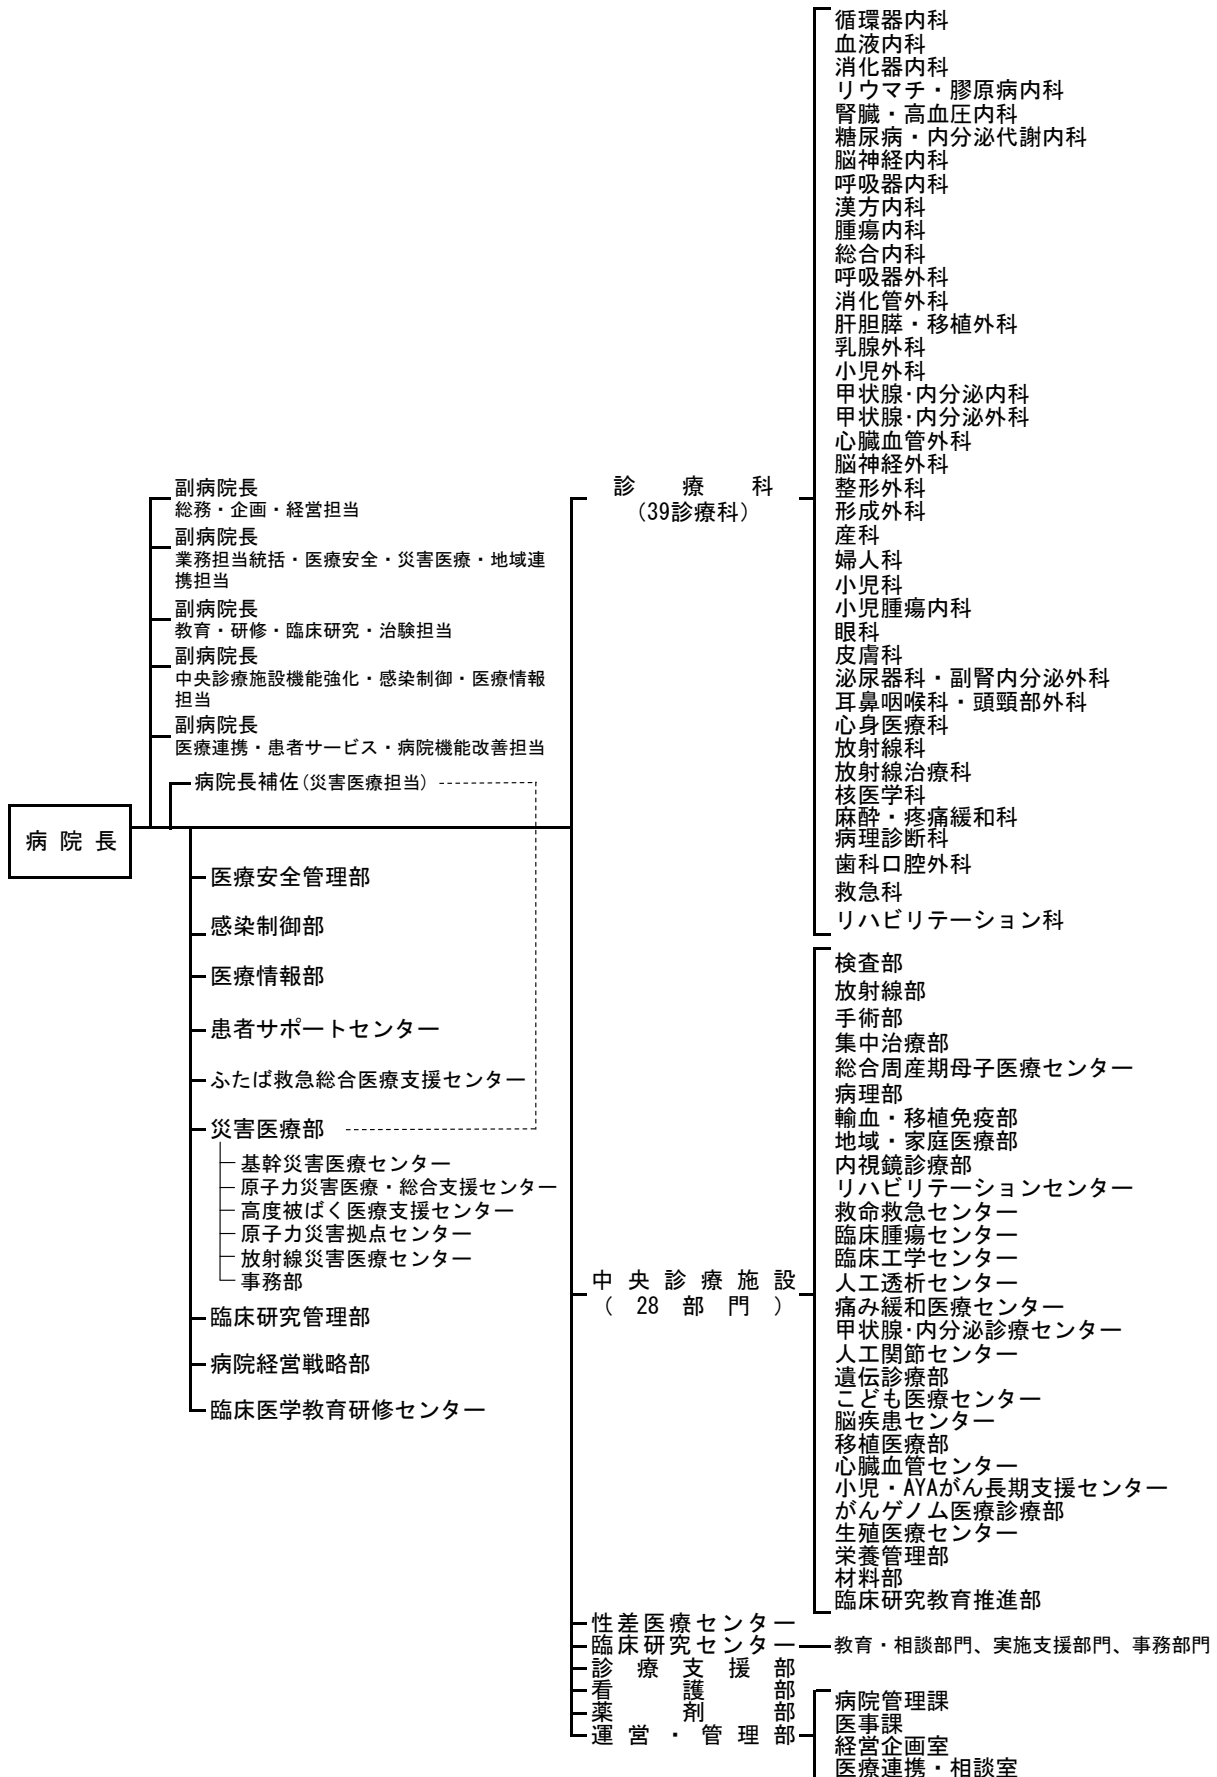 病院長
副病院長
総務・企画・経営担当
副病院長
業務担当統括・医療安全・災害医療・地域連
携担当
副病院長
教育・研修・臨床研究・治験担当
副病院長
中央診療施設機能強化・感染制御・医療情報
担当
副病院長
医療連携・患者サービス・病院機能改善担当
病院長補佐(災害医療担当)
医療安全管理部
感染制御部
医療情報部
患者サポートセンター
ふたば救急総合医療支援センター
災害医療部
基幹災害医療センター
原子力災害医療・総合支援センター
高度被ばく医療支援センター
原子力災害拠点センター
放射線災害医療センター
事務部
臨床研究管理部
病院経営戦略部
臨床医学教育研修センター
診療科
(39診療科)
循環器内科
血液内科
消化器内科
リウマチ・膠原病内科
腎臓・高血圧内科
糖尿病・内分泌代謝内科
脳神経内科
呼吸器内科
漢方内科
腫瘍内科
総合内科
呼吸器外科
消化管外科
肝胆膵・移植外科
乳腺外科
小児外科
甲状腺・内分泌内科
甲状腺・内分泌外科
心臓血管外科
脳神経外科
整形外科
形成外科
産科
婦人科
小児科
小児腫瘍内科
眼科
皮膚科
泌尿器科・副腎内分泌外科
耳鼻咽喉科・頭頸部外科
心身医療科
放射線科
放射線治療科
核医学科
麻酔・疼痛緩和科
病理診断科
歯科口腔外科
救急科
リハビリテーション科
中央診療施設
(28部門)
検査部
放射線部
手術部
集中治療部
総合周産期母子医療センター
病理部
輸血・移植免疫部
地域・家庭医療部
内視鏡診療部
リハビリテーションセンター
救命救急センター
臨床腫瘍センター
臨床工学センター
人工透析センター
痛み緩和医療センター
甲状腺・内分泌診療センター
人工関節センター
遺伝診療部
こども医療センター
脳疾患センター
移植医療部
心臓血管センター
小児・AYAがん長期支援センター
がんゲノム医療診療部
生殖医療センター
栄養管理部
材料部
臨床研究教育推進部
性差医療センター
臨床研究センター
教育・相談部門、実施支援部門、事務部門
診療支援部
看護部
薬剤部
運営・管理部
病院管理課
医事課
経営企画室
医療連携・相談室